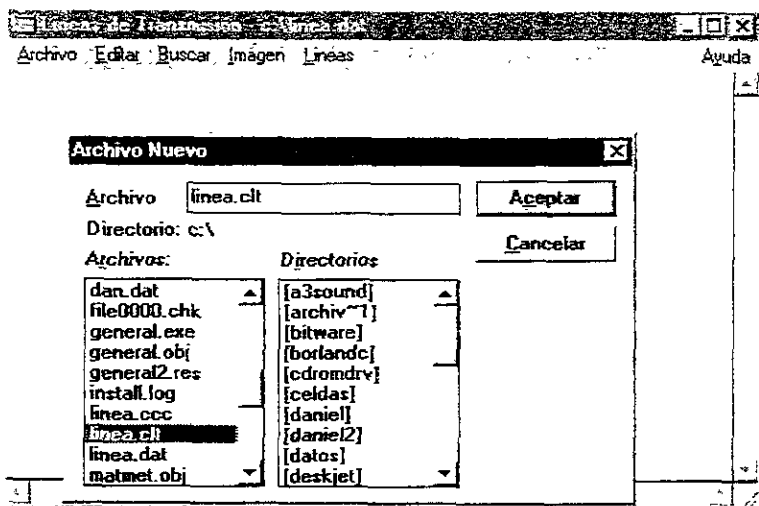 Archivo Editar Buscar Imágen Líneas Ayuda
Archivo Nuevo
Archivo linea.clt Aceptar
Directorio: c:\ Cancelar
Archivos: Directorios
dan.dat [a3sound]
file0000.chk [archiv~1]
general.exe [bitware]
general.obj [borlandc]
general2.res [cdromdrv]
install.log [celdas]
linea.ccc [daniel]
linea.clt [daniel2]
linea.dat [datos]
matmet.obj [deskjet]